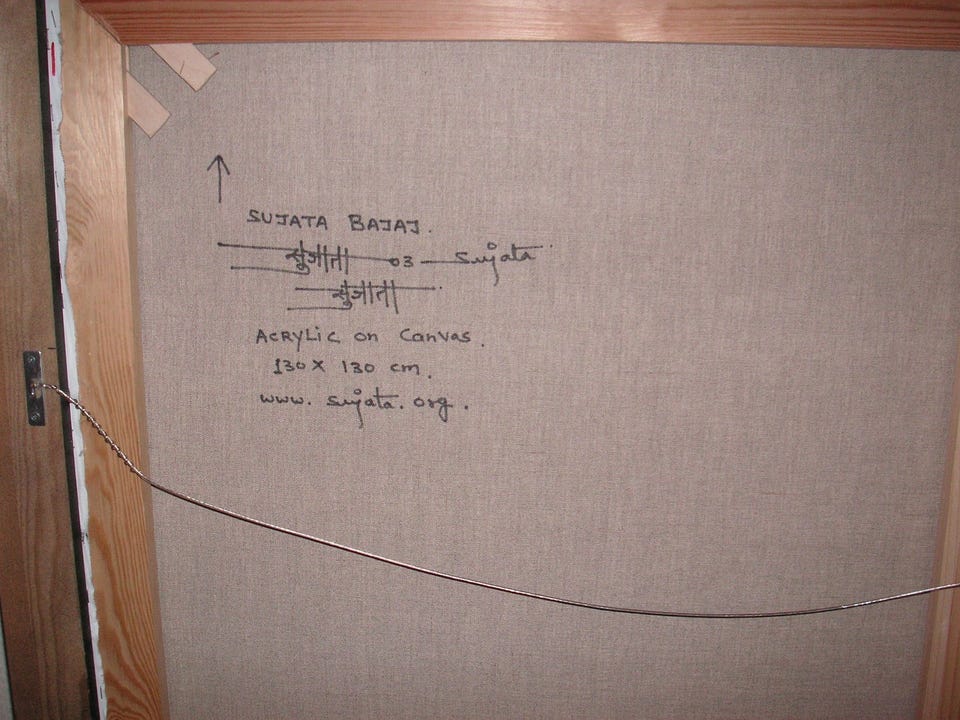 SUJATA BAJAJ.
सुजाता 03 — Sujata
सुजाता
ACRYLIC on Canvas.
130 X 130 cm.
www. sujata. org.